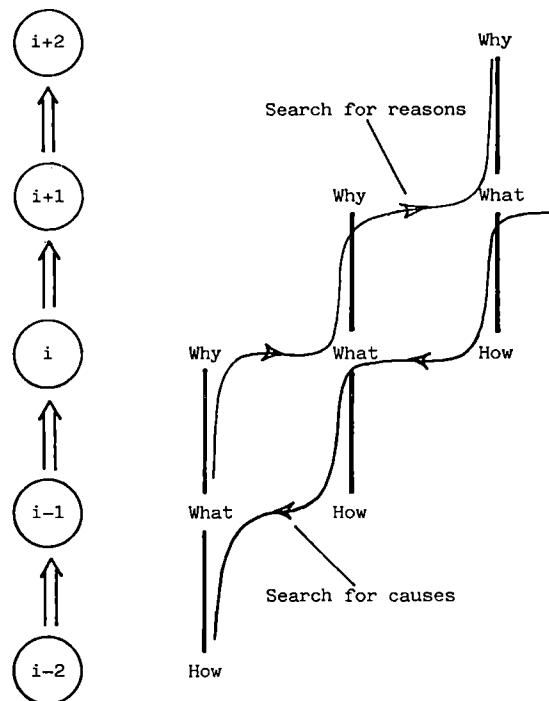 i+2
Why
Search for reasons
i+1
Why
What
i
Why
What
How
i-1
What
How
Search for causes
i-2
How